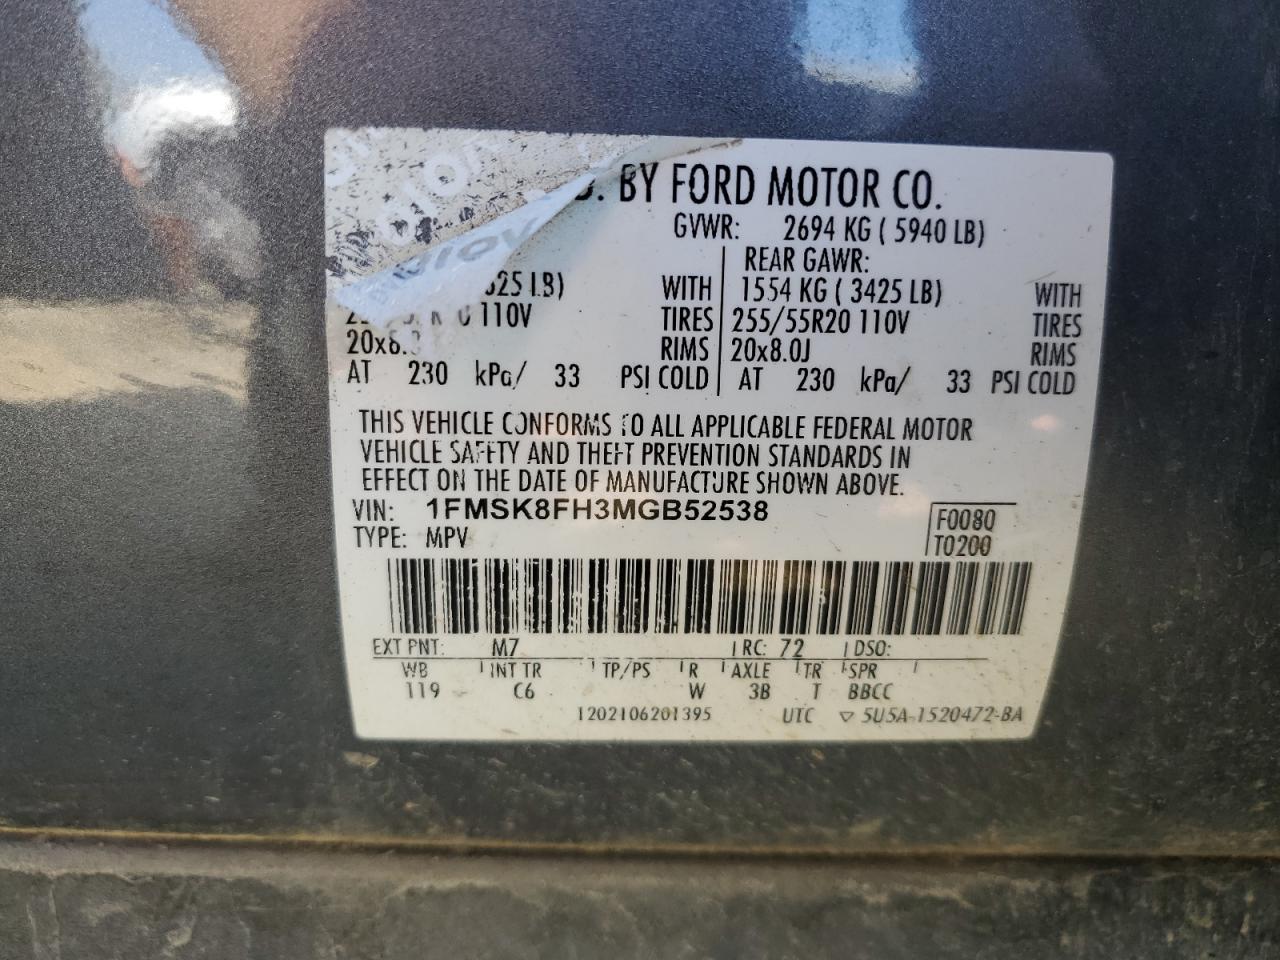 BY FORD MOTOR CO.
GVWR: 2694 KG ( 5940 LB)
REAR GAWR:
LB) WITH 1554 KG ( 3425 LB) WITH
110V TIRES 255/55R20 110V TIRES
RIMS 20x8.0J RIMS
AT 230 kPa/ 33 PSI COLD AT 230 kPa/ 33 PSI COLD
THIS VEHICLE CONFORMS TO ALL APPLICABLE FEDERAL MOTOR
VEHICLE SAFETY AND THEFT PREVENTION STANDARDS IN
EFFECT ON THE DATE OF MANUFACTURE SHOWN ABOVE.
VIN: 1FMSK8FH3MGB52538 F0080
TYPE: MPV T0200
EXT PNT: M7 RC: 72 DSO:
WB INT TR TP/PS R AXLE TR SPR
119 C6 W 3B T BBCC
1202106201395 UTC ▽ 5U5A-1520472-BA